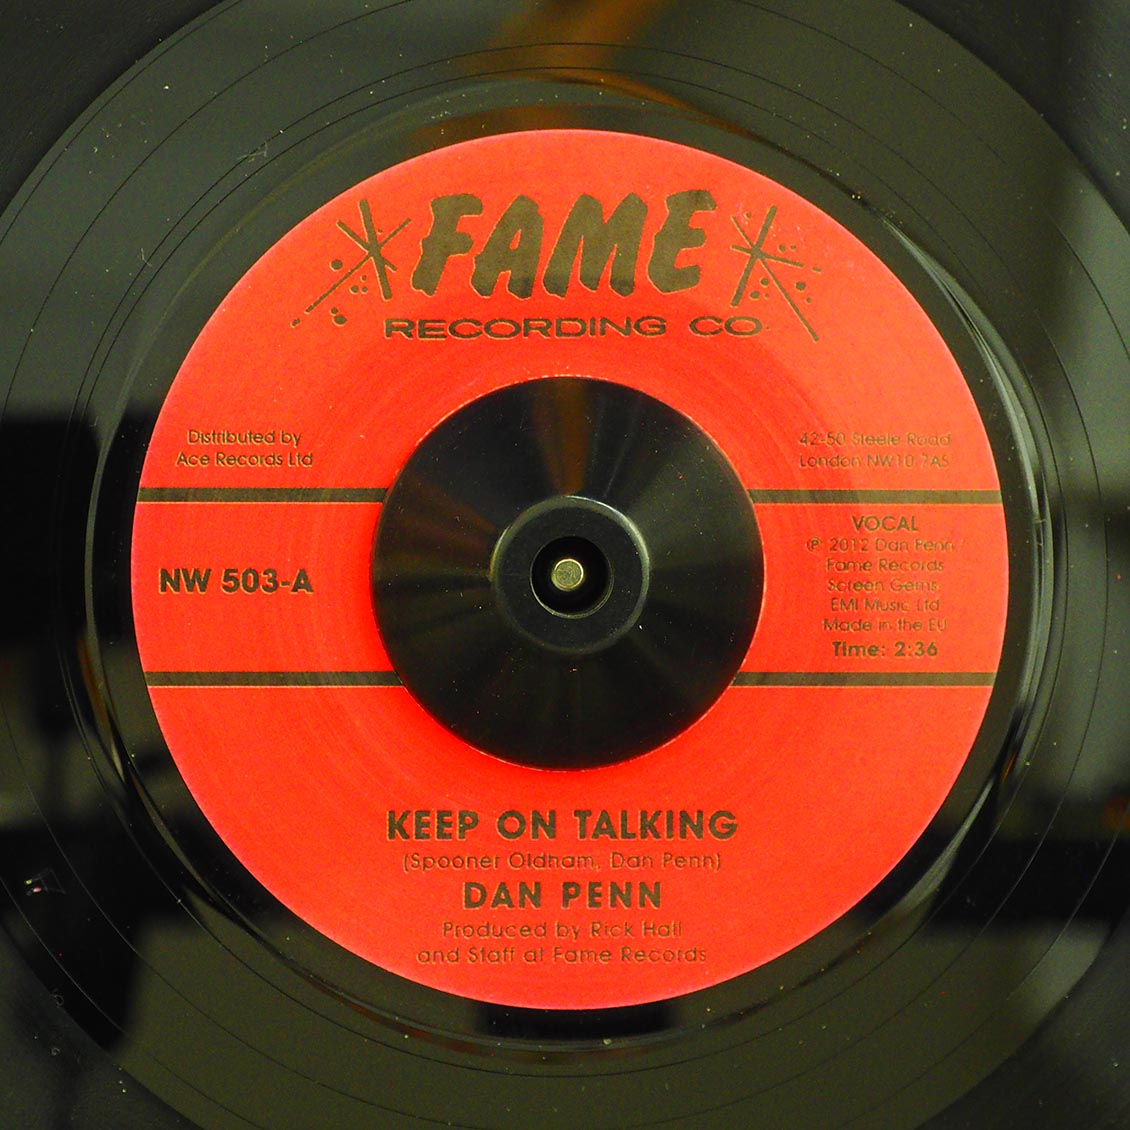 FAME
RECORDING CO
Distributed by
Ace Records Ltd
42-50 Steele Road
London NW10 7AS
NW 503-A
VOCAL
℗ 2012 Dan Penn
Fame Records
Screen Gems
EMI Music Ltd
Made in the EU
Time: 2:36
KEEP ON TALKING
(Spooner Oldham, Dan Penn)
DAN PENN
Produced by Rick Hall
and Staff at Fame Records